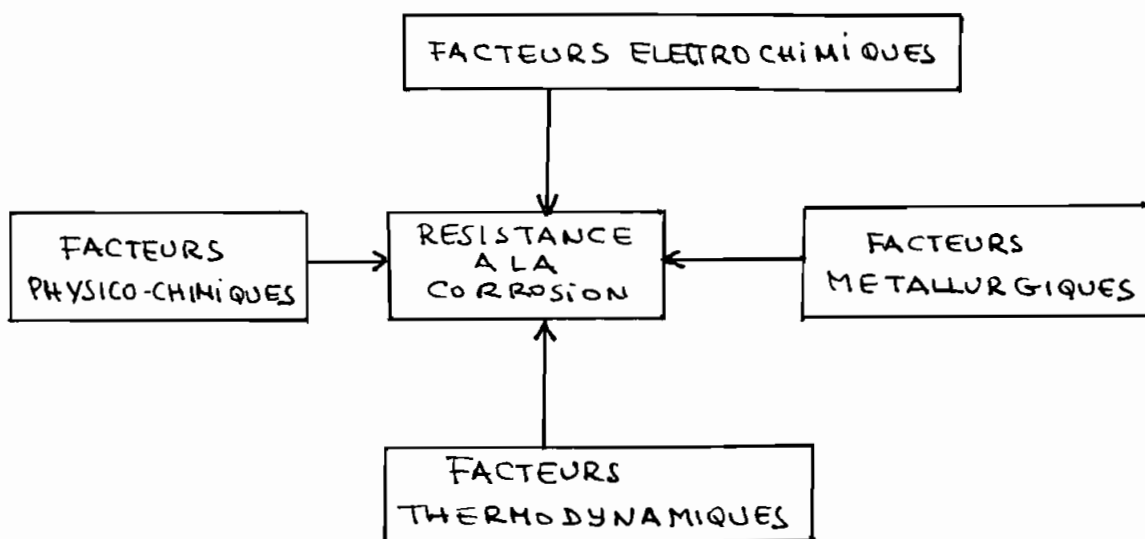 FACTEURS ELECTROCHIMIQUES
FACTEURS
PHYSICO-CHIMIQUES
RESISTANCE
A LA
CORROSION
FACTEURS
METALLURGIQUES
FACTEURS
THERMODYNAMIQUES